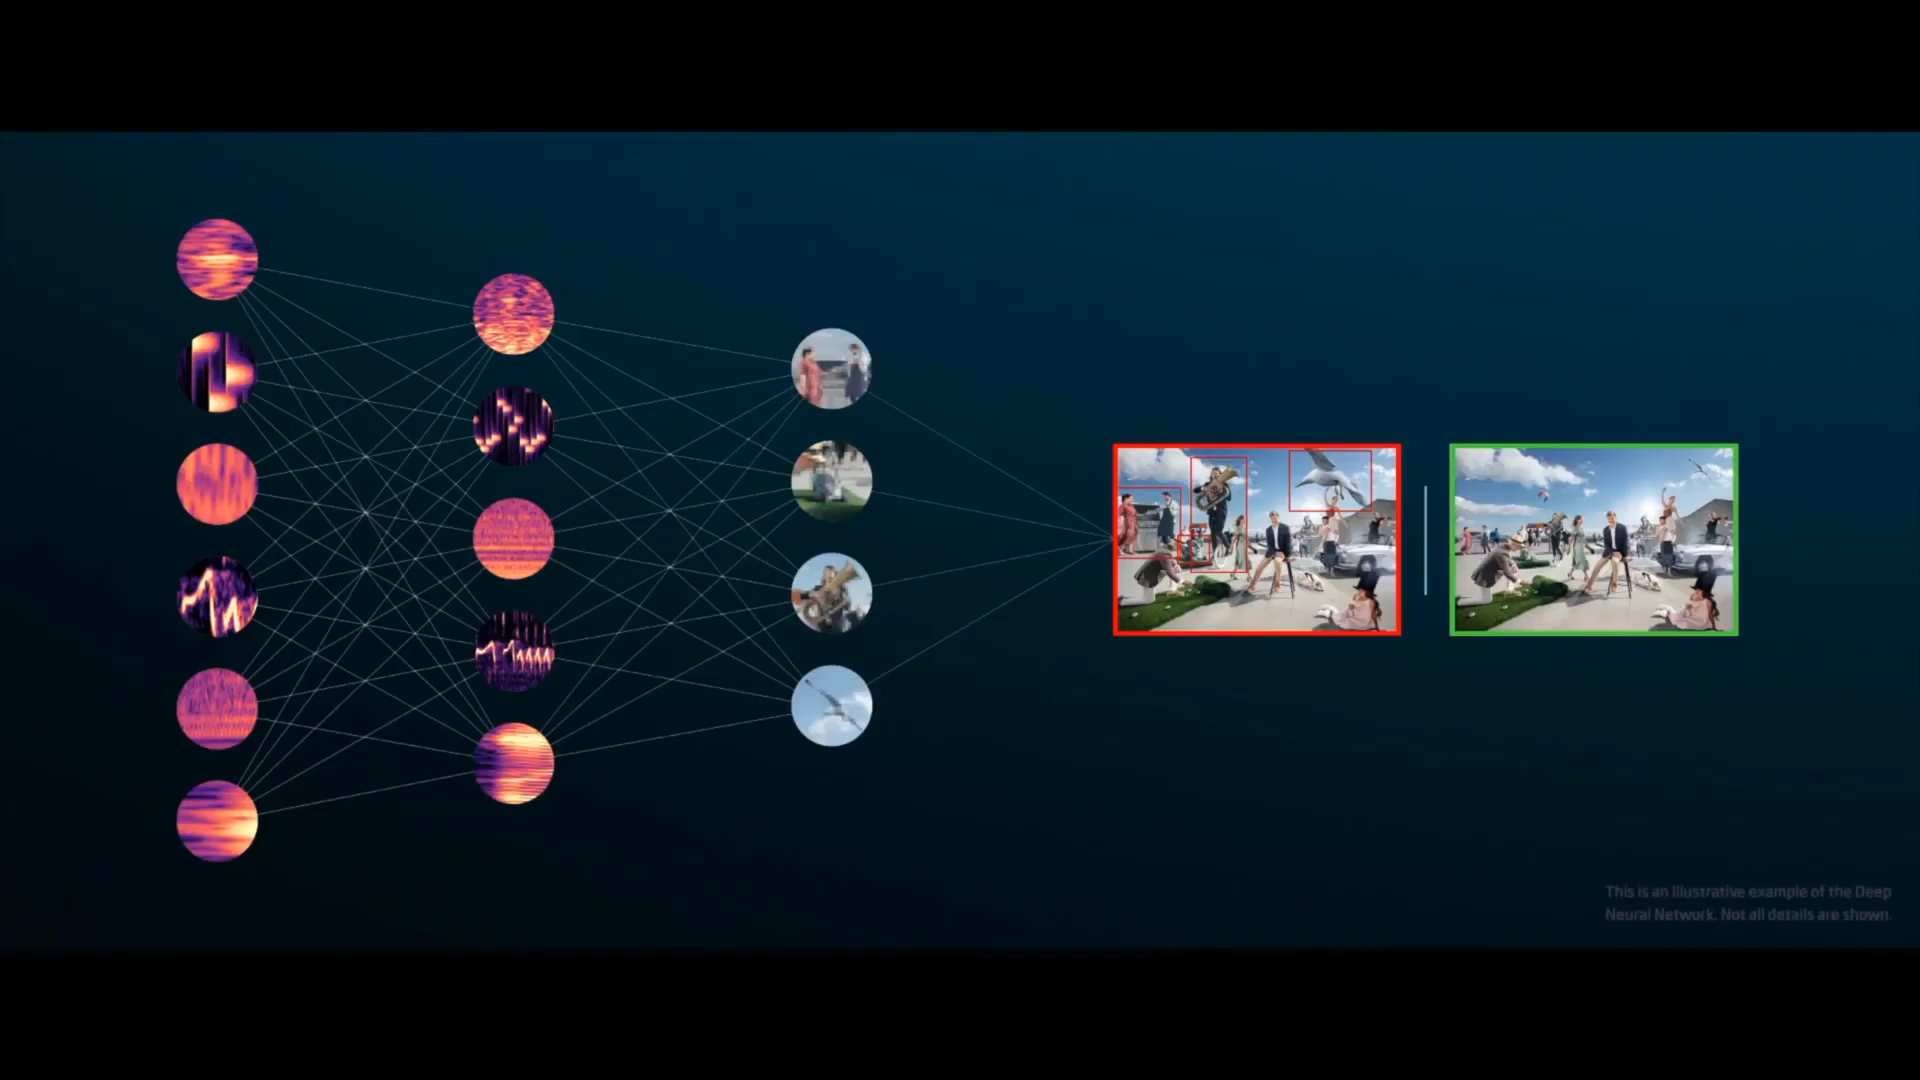 This is an illustrative example of the Deep
Neural Network. Not all details are shown.